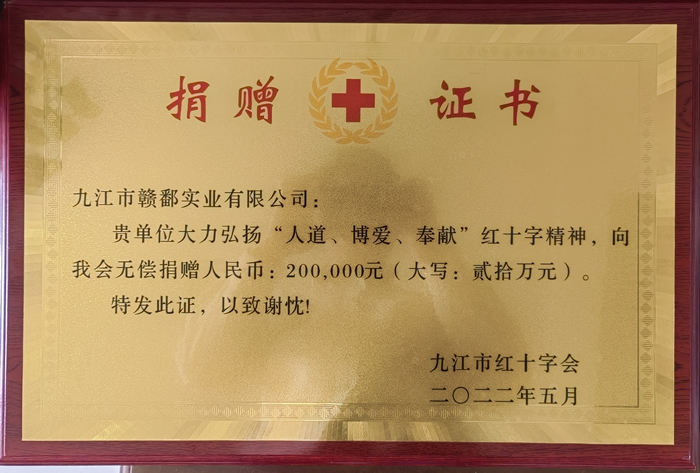 捐赠 证书
九江市赣鄱实业有限公司：
贵单位大力弘扬“人道、博爱、奉献”红十字精神，向
我会无偿捐赠人民币：200,000元（大写：贰拾万元）。
特发此证，以致谢忱!
九江市红十字会
二〇二二年五月